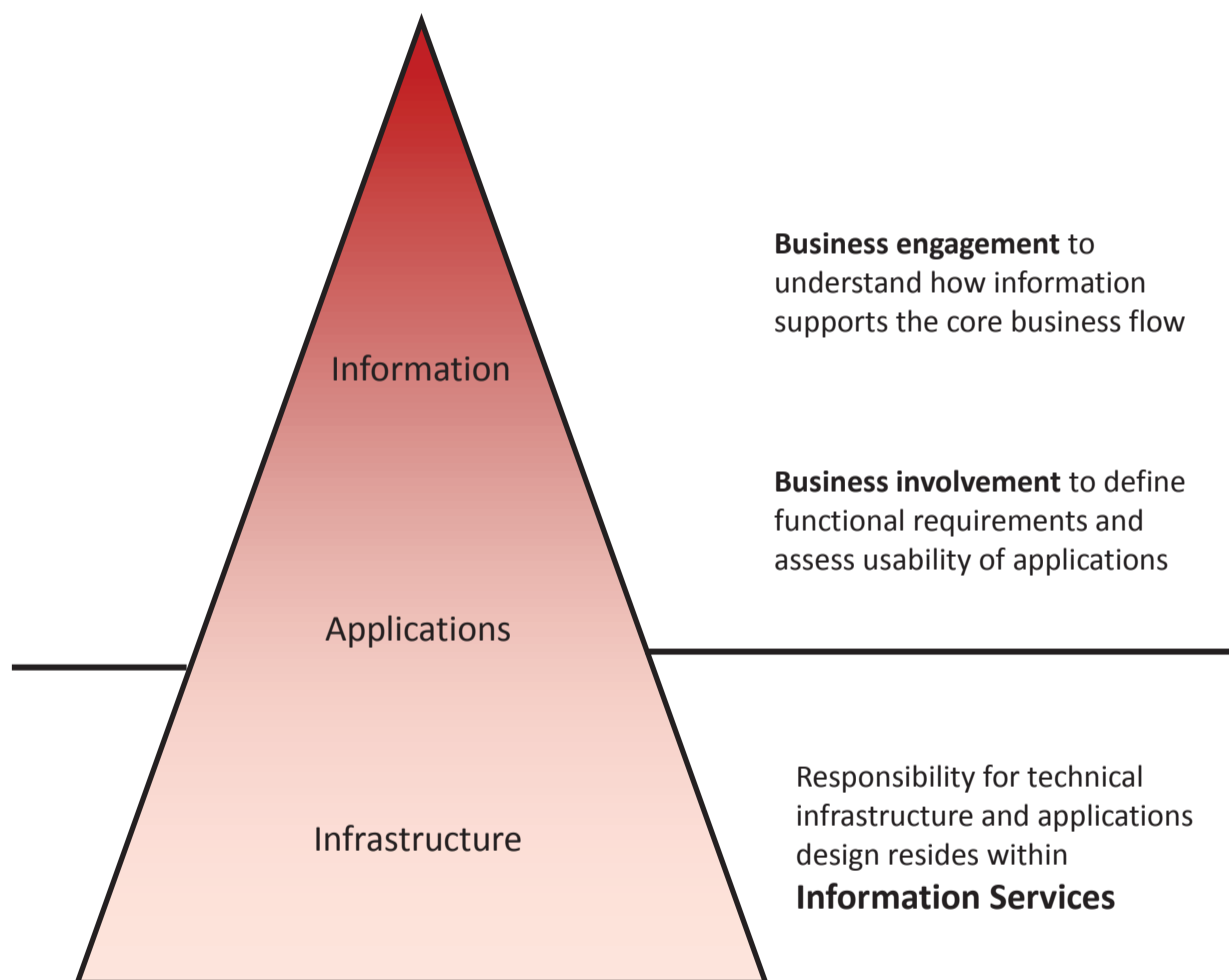 Business engagement to
understand how information
supports the core business flow
Information
Business involvement to define
functional requirements and
assess usability of applications
Applications
Responsibility for technical
infrastructure and applications
design resides within
Information Services
Infrastructure